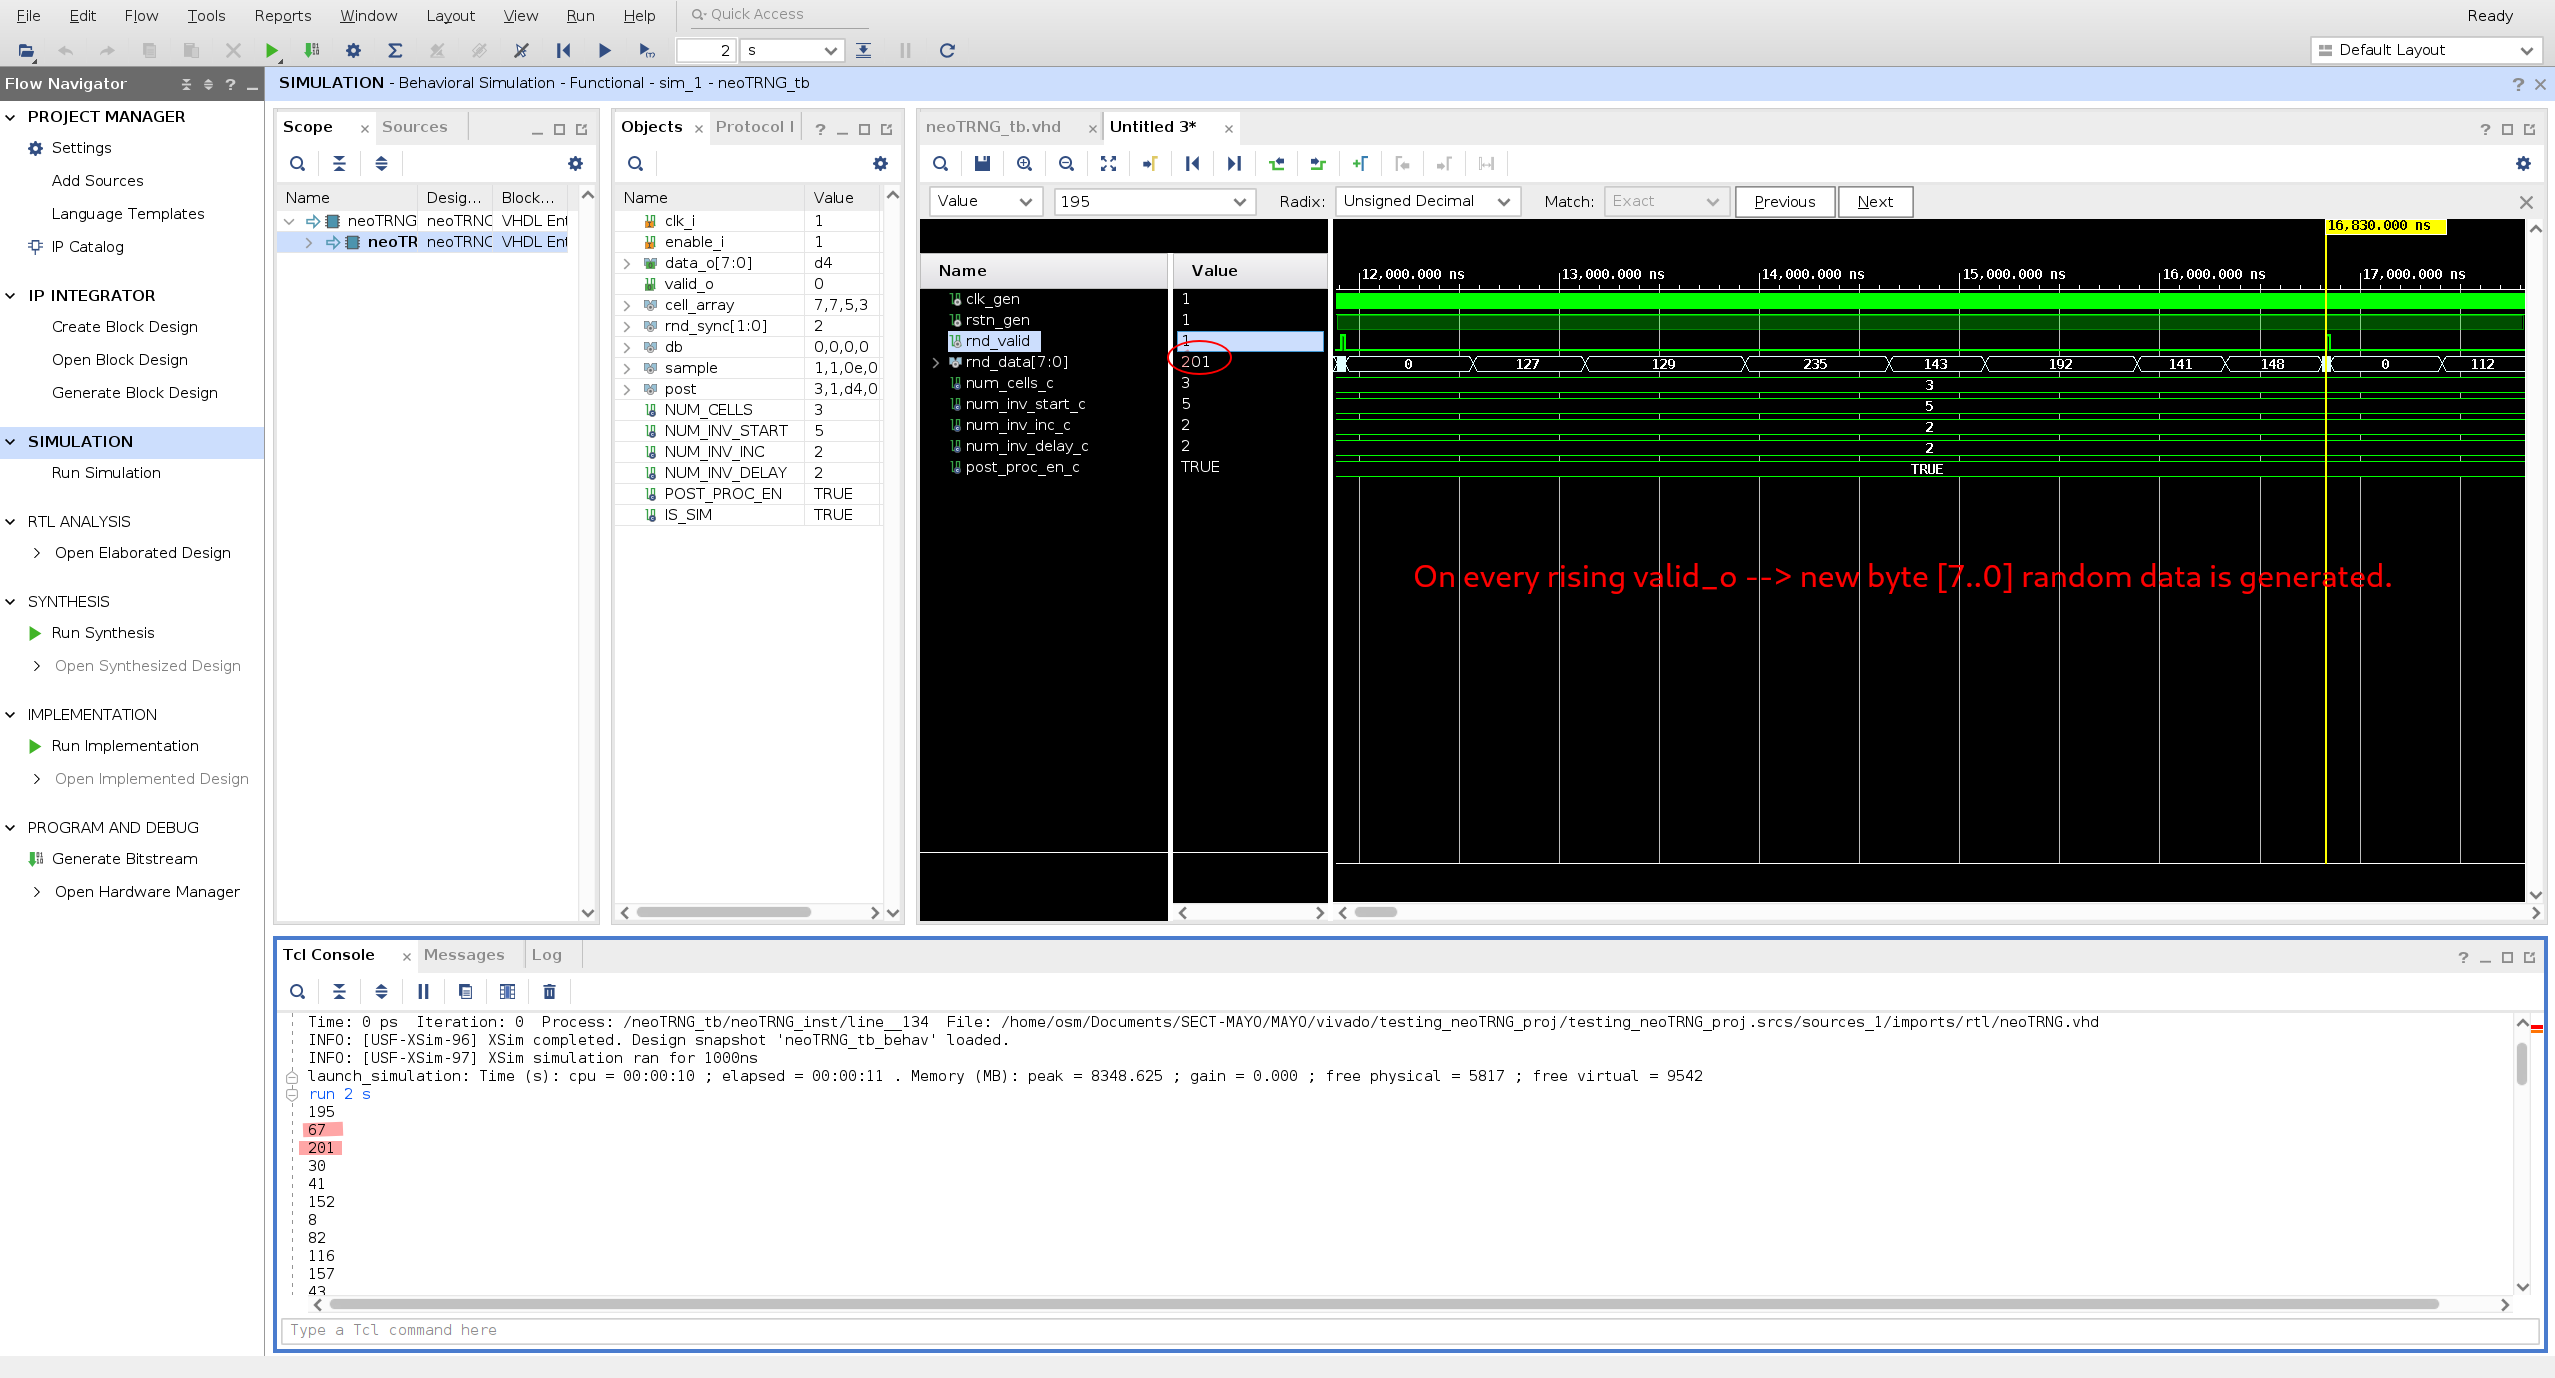 File Edit Flow Tools Reports Window Layout View Run Help Quick Access Ready
2 s Default Layout
Flow Navigator
SIMULATION - Behavioral Simulation - Functional - sim_1 - neoTRNG_tb
PROJECT MANAGER
Settings
Add Sources
Language Templates
IP Catalog
IP INTEGRATOR
Create Block Design
Open Block Design
Generate Block Design
SIMULATION
Run Simulation
RTL ANALYSIS
Open Elaborated Design
SYNTHESIS
Run Synthesis
Open Synthesized Design
IMPLEMENTATION
Run Implementation
Open Implemented Design
PROGRAM AND DEBUG
Generate Bitstream
Open Hardware Manager
Scope Sources
Name Desig... Block...
neoTRNG neoTRNG VHDL Ent
neoTR neoTRNG VHDL Ent
Objects Protocol I
Name Value
clk_i 1
enable_i 1
data_o[7:0] d4
valid_o 0
cell_array 7,7,5,3
rnd_sync[1:0] 2
db 0,0,0,0
sample 1,1,0e,0
post 3,1,d4,0
NUM_CELLS 3
NUM_INV_START 5
NUM_INV_INC 2
NUM_INV_DELAY 2
POST_PROC_EN TRUE
IS_SIM TRUE
neoTRNG_tb.vhd Untitled 3*
Value 195 Radix: Unsigned Decimal Match: Exact Previous Next
16,830.000 ns
Name Value
12,000.000 ns 13,000.000 ns 14,000.000 ns 15,000.000 ns 16,000.000 ns 17,000.000 ns
clk_gen 1
rstn_gen 1
rnd_valid 1
rnd_data[7:0] 201 0 127 129 235 143 192 141 148 0 112
num_cells_c 3 3
num_inv_start_c 5 5
num_inv_inc_c 2 2
num_inv_delay_c 2 2
post_proc_en_c TRUE TRUE
On every rising valid_o --> new byte [7..0] random data is generated.
Tcl Console Messages Log
Time: 0 ps Iteration: 0 Process: /neoTRNG_tb/neoTRNG_inst/line__134 File: /home/osm/Documents/SECT-MAYO/MAYO/vivado/testing_neoTRNG_proj/testing_neoTRNG_proj.srcs/sources_1/imports/rtl/neoTRNG.vhd
INFO: [USF-XSim-96] XSim completed. Design snapshot 'neoTRNG_tb_behav' loaded.
INFO: [USF-XSim-97] XSim simulation ran for 1000ns
launch_simulation: Time (s): cpu = 00:00:10 ; elapsed = 00:00:11 . Memory (MB): peak = 8348.625 ; gain = 0.000 ; free physical = 5817 ; free virtual = 9542
run 2 s
195
67
201
30
41
152
8
82
116
157
43
Type a Tcl command here